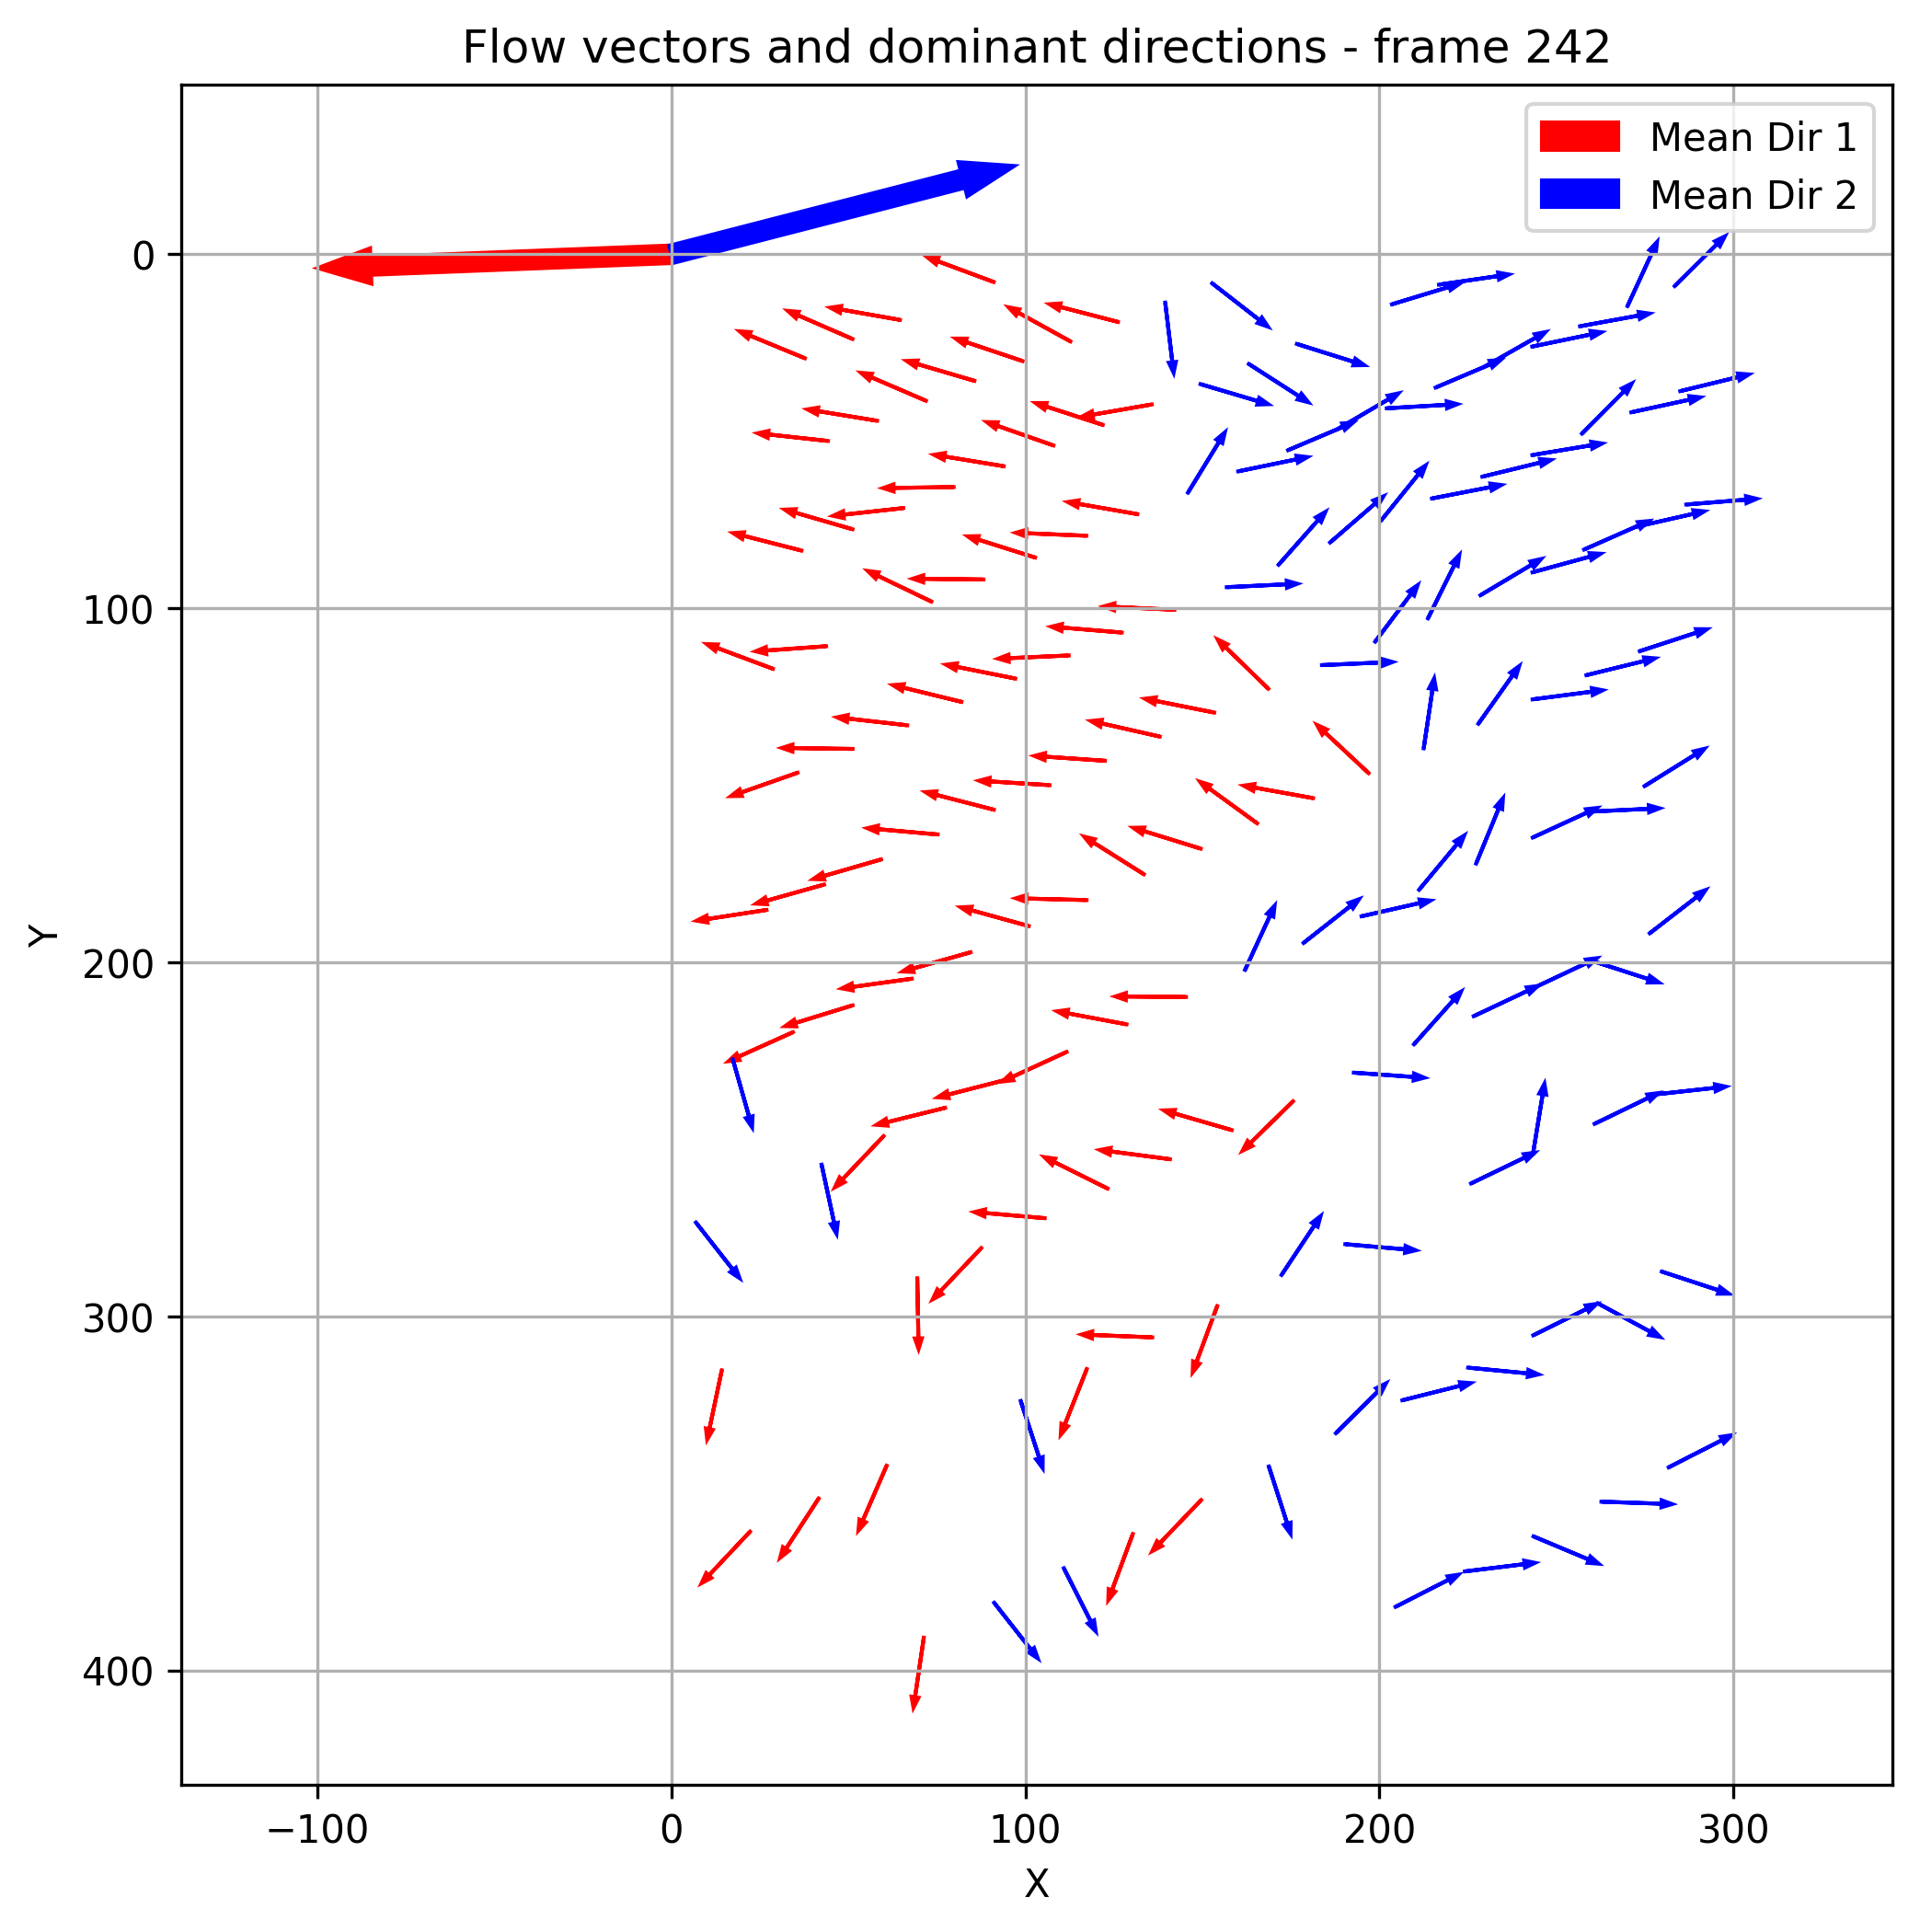 Flow vectors and dominant directions - frame 242
Mean Dir 1
Mean Dir 2
0
100
200
300
400
Y
−100
0
100
200
300
X